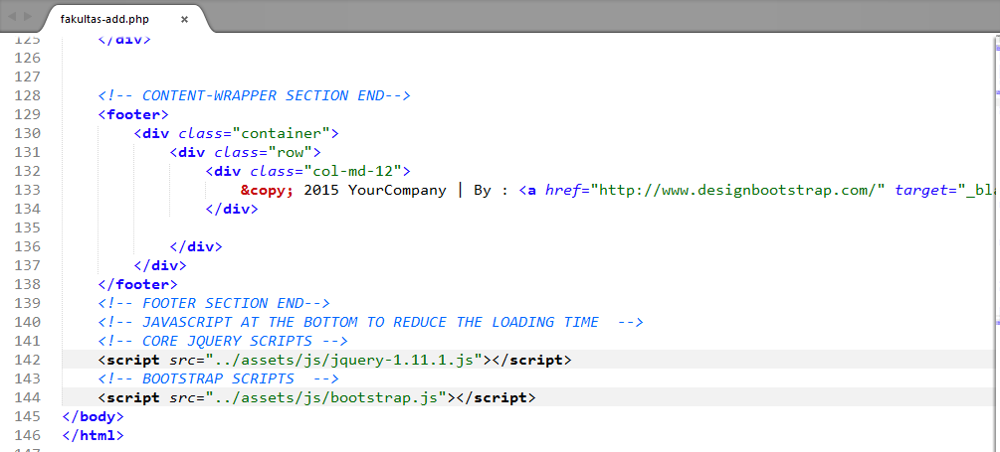 fakultas-add.php ×
125 </div>
126
127
128 <!-- CONTENT-WRAPPER SECTION END-->
129 <footer>
130 <div class="container">
131 <div class="row">
132 <div class="col-md-12">
133 &copy; 2015 YourCompany | By : <a href="http://www.designbootstrap.com/" target="_bla
134 </div>
135
136 </div>
137 </div>
138 </footer>
139 <!-- FOOTER SECTION END-->
140 <!-- JAVASCRIPT AT THE BOTTOM TO REDUCE THE LOADING TIME  -->
141 <!-- CORE JQUERY SCRIPTS -->
142 <script src="../assets/js/jquery-1.11.1.js"></script>
143 <!-- BOOTSTRAP SCRIPTS  -->
144 <script src="../assets/js/bootstrap.js"></script>
145 </body>
146 </html>
147